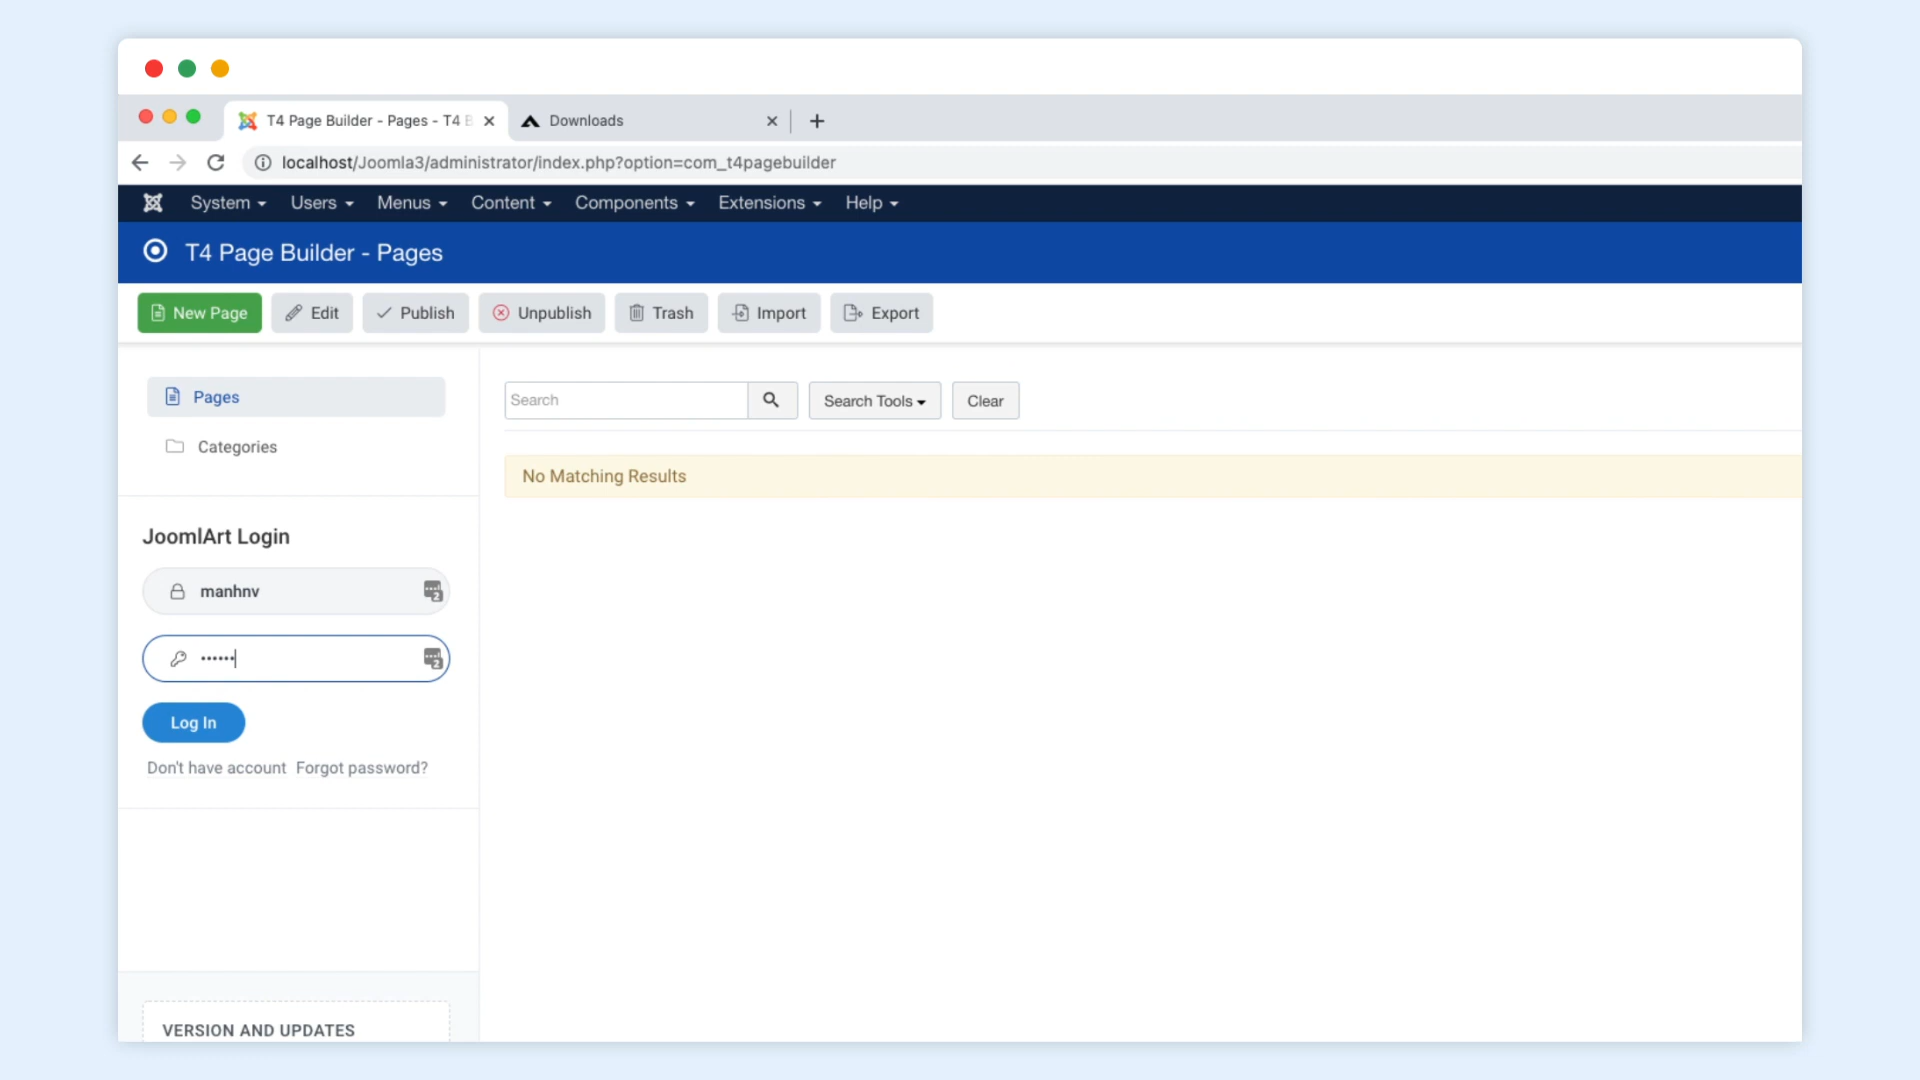 T4 Page Builder - Pages - T4 B
Downloads
localhost/Joomla3/administrator/index.php?option=com_t4pagebuilder
System Users Menus Content Components Extensions Help
T4 Page Builder - Pages
New Page Edit Publish Unpublish Trash Import Export
Pages
Categories
Search
Search Tools
Clear
No Matching Results
JoomlArt Login
manhnv
2
••••••
2
Log In
Don't have account Forgot password?
VERSION AND UPDATES